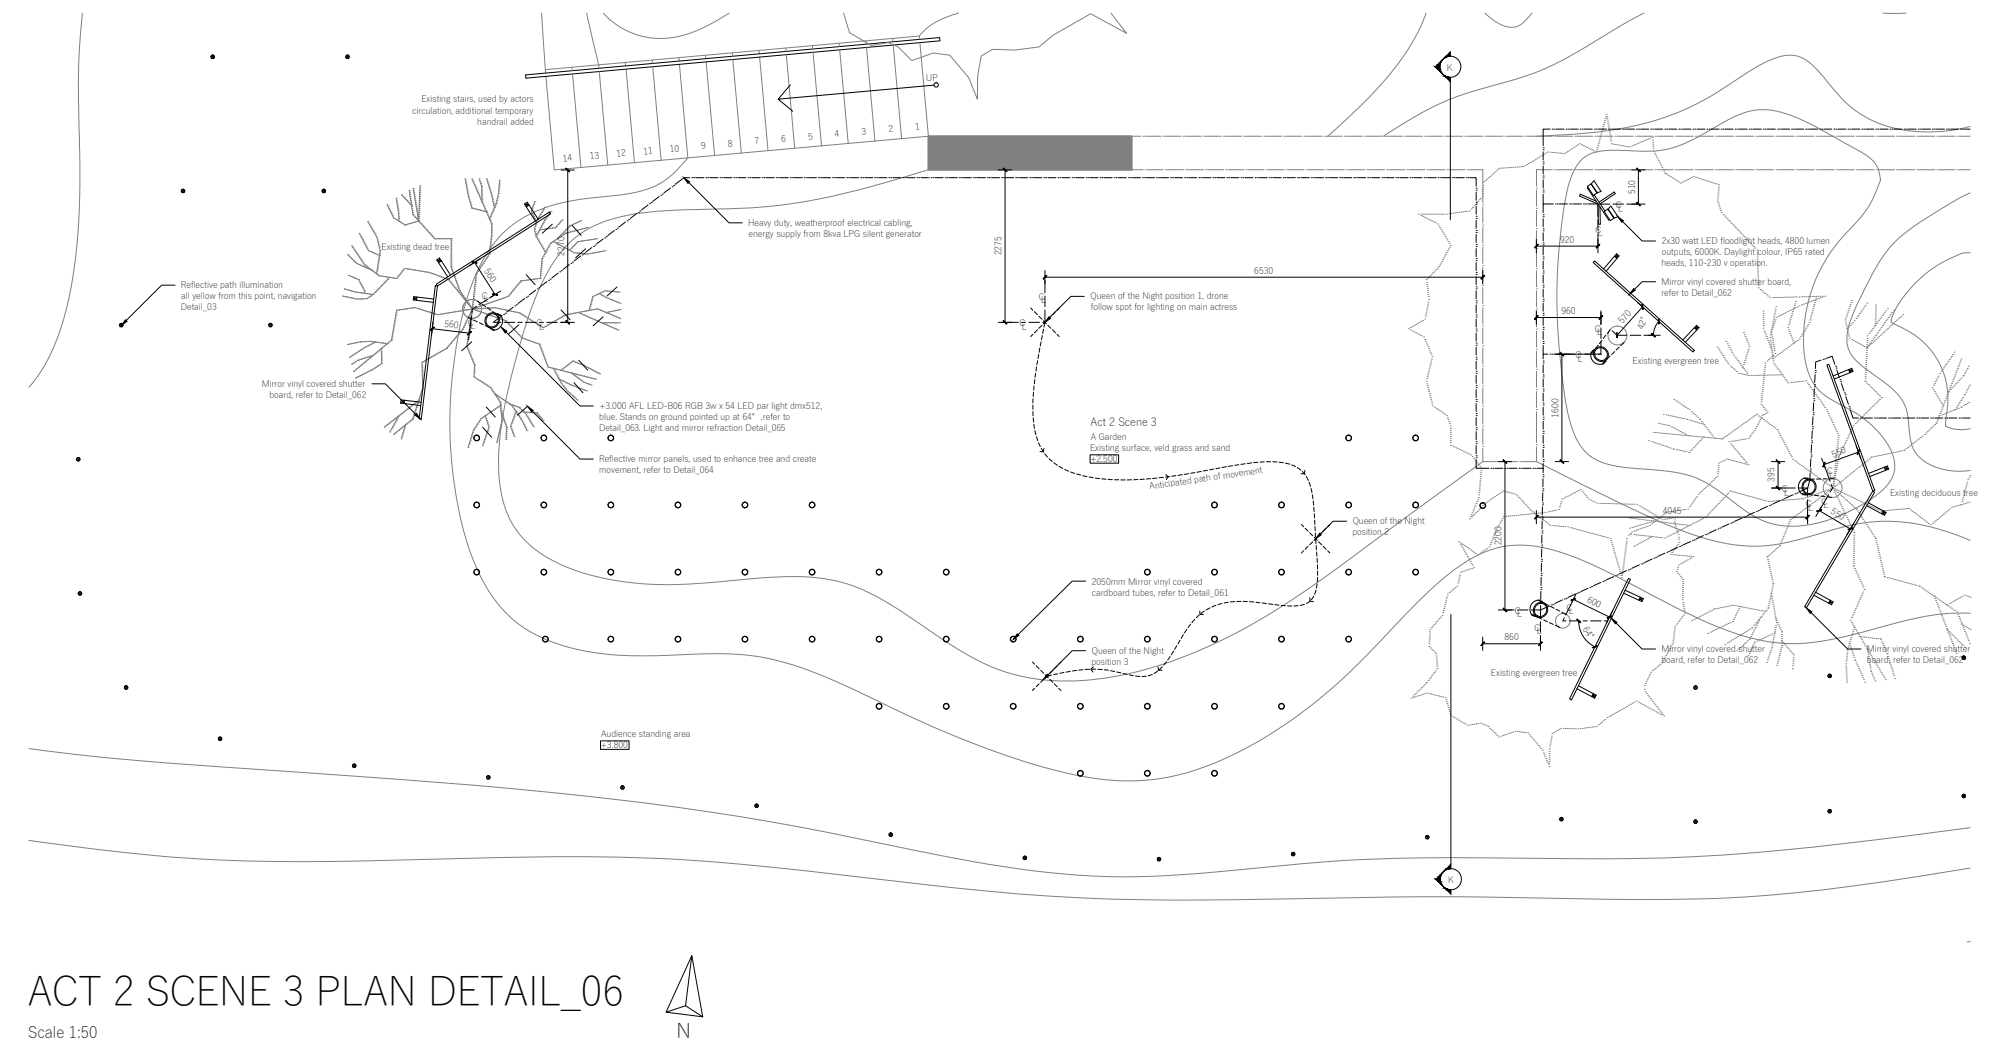 K
UP
Existing stairs, used by actors
circulation, additional temporary
handrail added
14 13 12 11 10 9 8 7 6 5 4 3 2 1
510
Heavy duty, weatherproof electrical cabling,
energy supply from 8kva LPG silent generator
2275
920
2x30 watt LED floodlight heads, 4800 lumen
outputs, 6000K. Daylight colour, IP65 rated
heads, 110-230 v operation.
Existing dead tree
560
6530
Mirror vinyl covered shutter board,
refer to Detail_062
Reflective path illumination
all yellow from this point, navigation
Detail_03
Queen of the Night position 1, drone
follow spot for lighting on main actress
960
570
42°
560
Existing evergreen tree
Mirror vinyl covered shutter
board, refer to Detail_062
+3.000 AFL LED-B06 RGB 3w x 54 LED par light dmx512,
blue. Stands on ground pointed up at 64° ,refer to
Detail_063. Light and mirror refraction Detail_065
1600
Act 2 Scene 3
A Garden
Existing surface, veld grass and sand
+2.500
Reflective mirror panels, used to enhance tree and create
movement, refer to Detail_064
Anticipated path of movement
550
395
Existing deciduous tree
4045
550
Queen of the Night
position 2
2200
2050mm Mirror vinyl covered
cardboard tubes, refer to Detail_061
600
64°
860
Queen of the Night
position 3
Mirror vinyl covered shutter
board, refer to Detail_062
Mirror vinyl covered shutter
board, refer to Detail_062
Existing evergreen tree
Audience standing area
+3.800
K
ACT 2 SCENE 3 PLAN DETAIL_06
Scale 1:50
N